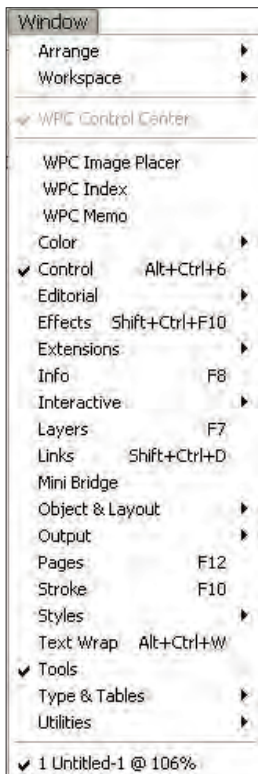 Window
Arrange
Workspace
WPC Control Center
WPC Image Placer
WPC Index
WPC Memo
Color
Control Alt+Ctrl+6
Editorial
Effects Shift+Ctrl+F10
Extensions
Info F8
Interactive
Layers F7
Links Shift+Ctrl+D
Mini Bridge
Object & Layout
Output
Pages F12
Stroke F10
Styles
Text Wrap Alt+Ctrl+W
Tools
Type & Tables
Utilities
1 Untitled-1 @ 106%